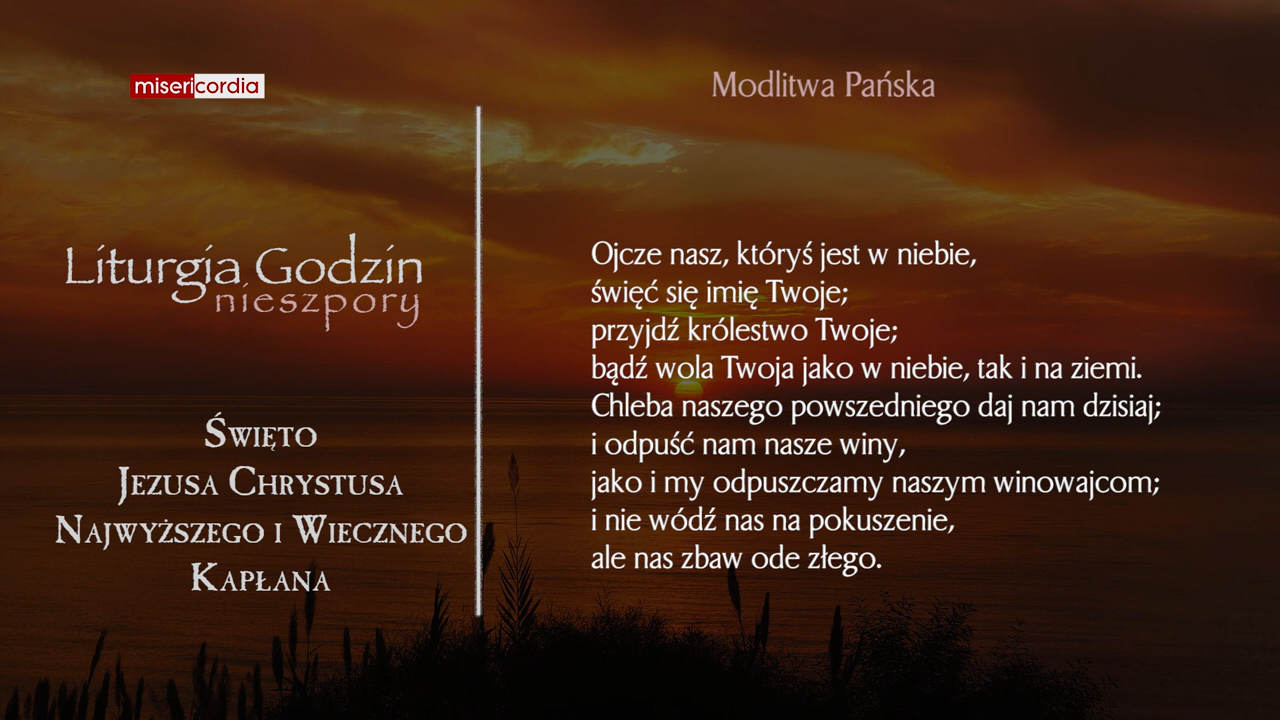 misericordia
Liturgia Godzin
nieszpory
Święto
Jezusa Chrystusa
Najwyższego i Wiecznego
Kapłana
Modlitwa Pańska
Ojcze nasz, któryś jest w niebie,
święć się imię Twoje;
przyjdź królestwo Twoje;
bądź wola Twoja jako w niebie, tak i na ziemi.
Chleba naszego powszedniego daj nam dzisiaj;
i odpuść nam nasze winy,
jako i my odpuszczamy naszym winowajcom;
i nie wódź nas na pokuszenie,
ale nas zbaw ode złego.